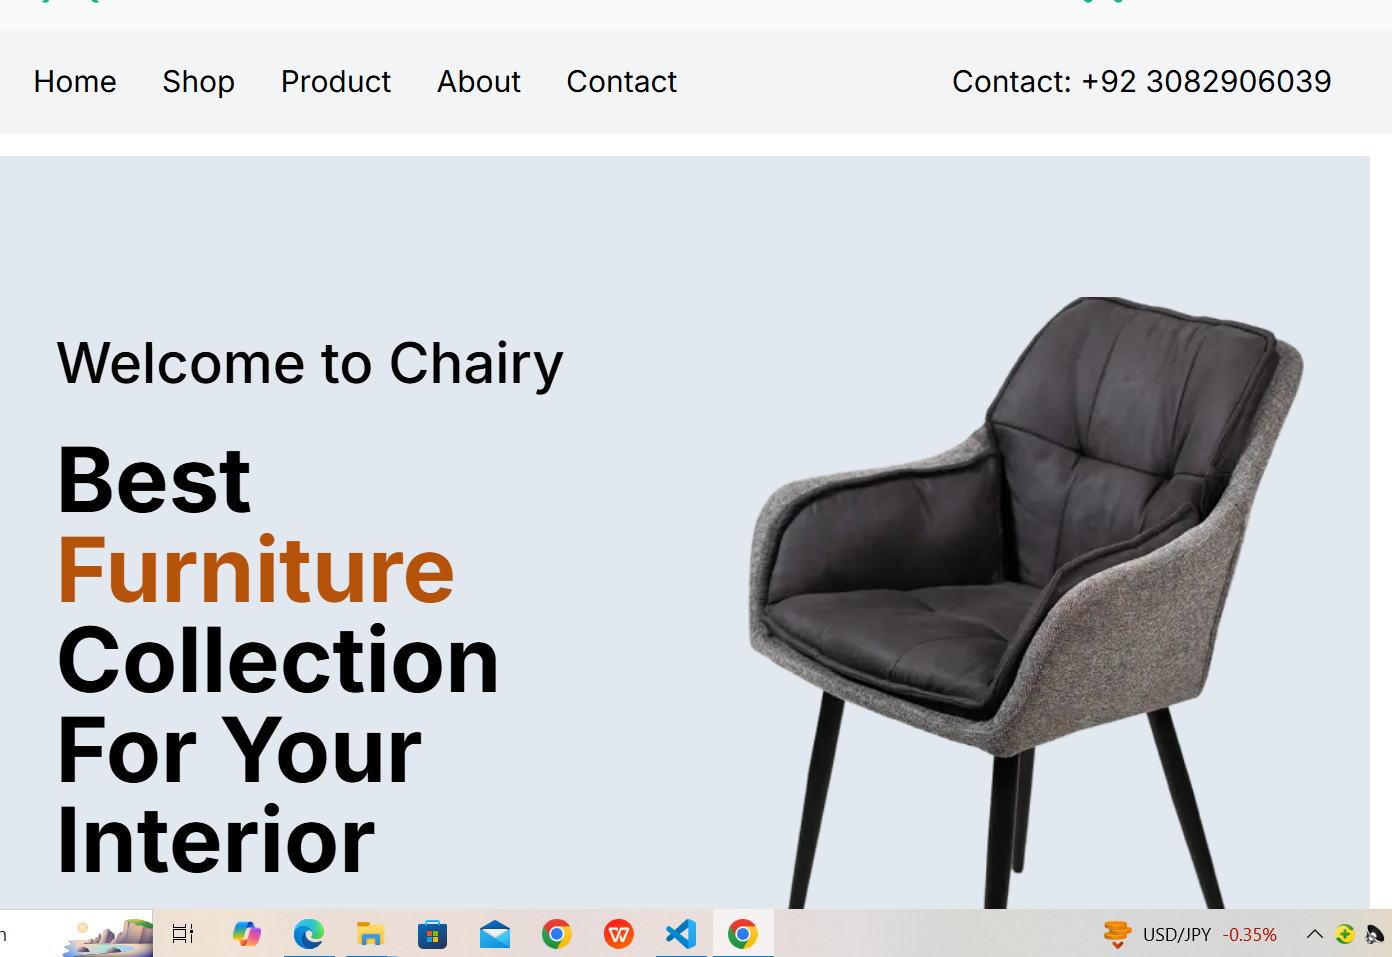 Home Shop Product About Contact Contact: +92 3082906039
Welcome to Chairy
Best
Furniture
Collection
For Your
Interior
USD/JPY -0.35%